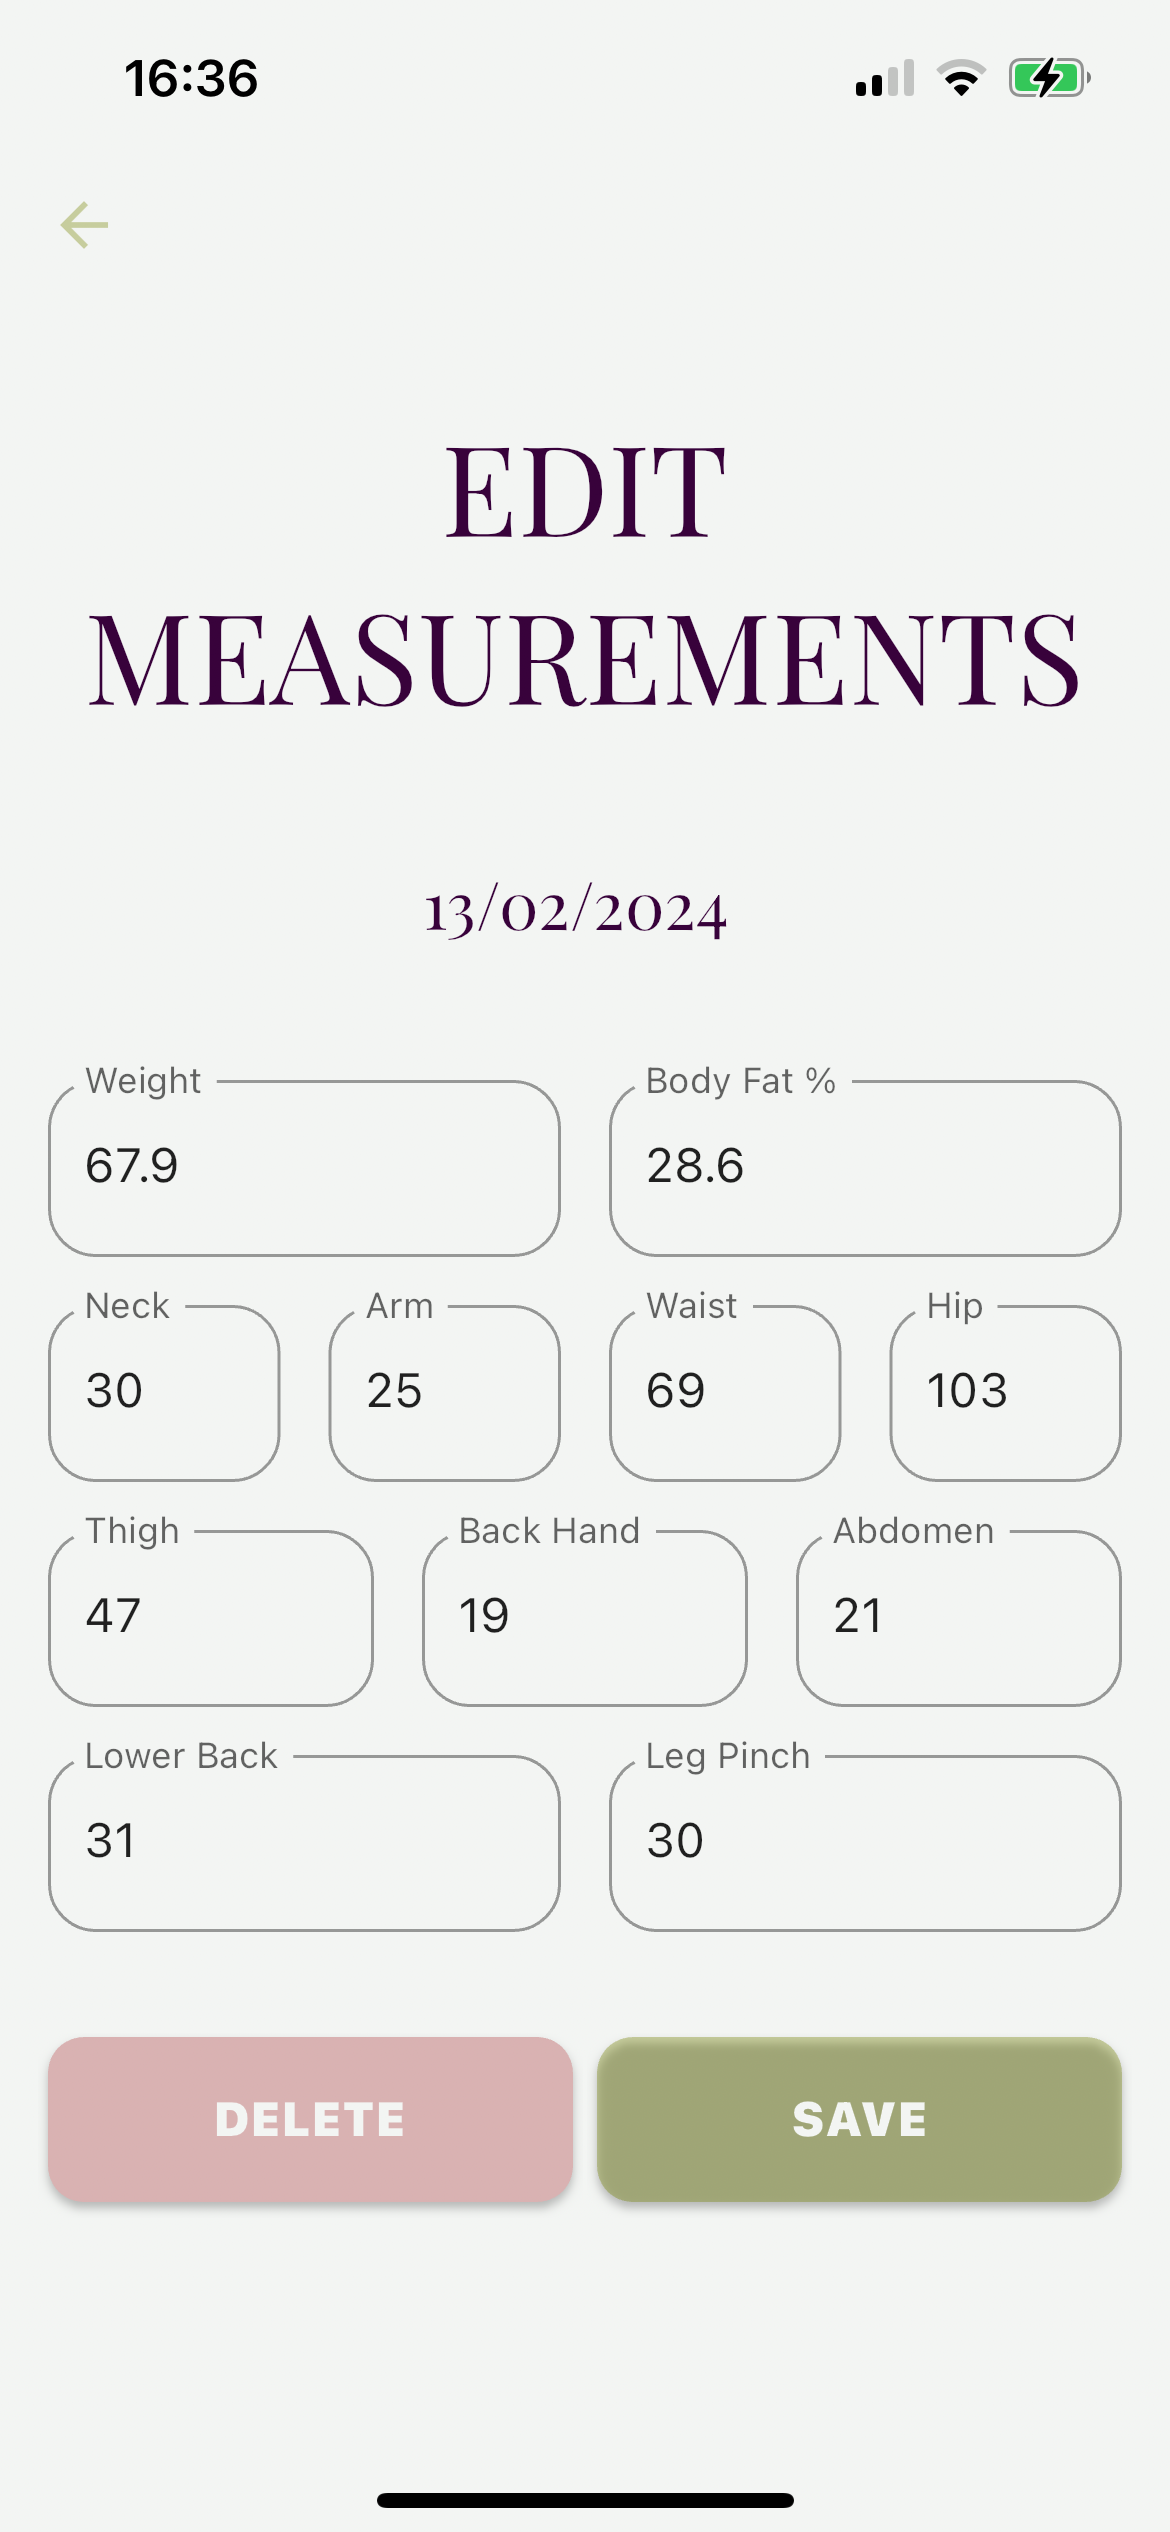 16:36
EDIT
MEASUREMENTS
13/02/2024
Weight Body Fat %
67.9 28.6
Neck Arm Waist Hip
30 25 69 103
Thigh Back Hand Abdomen
47 19 21
Lower Back Leg Pinch
31 30
DELETE SAVE